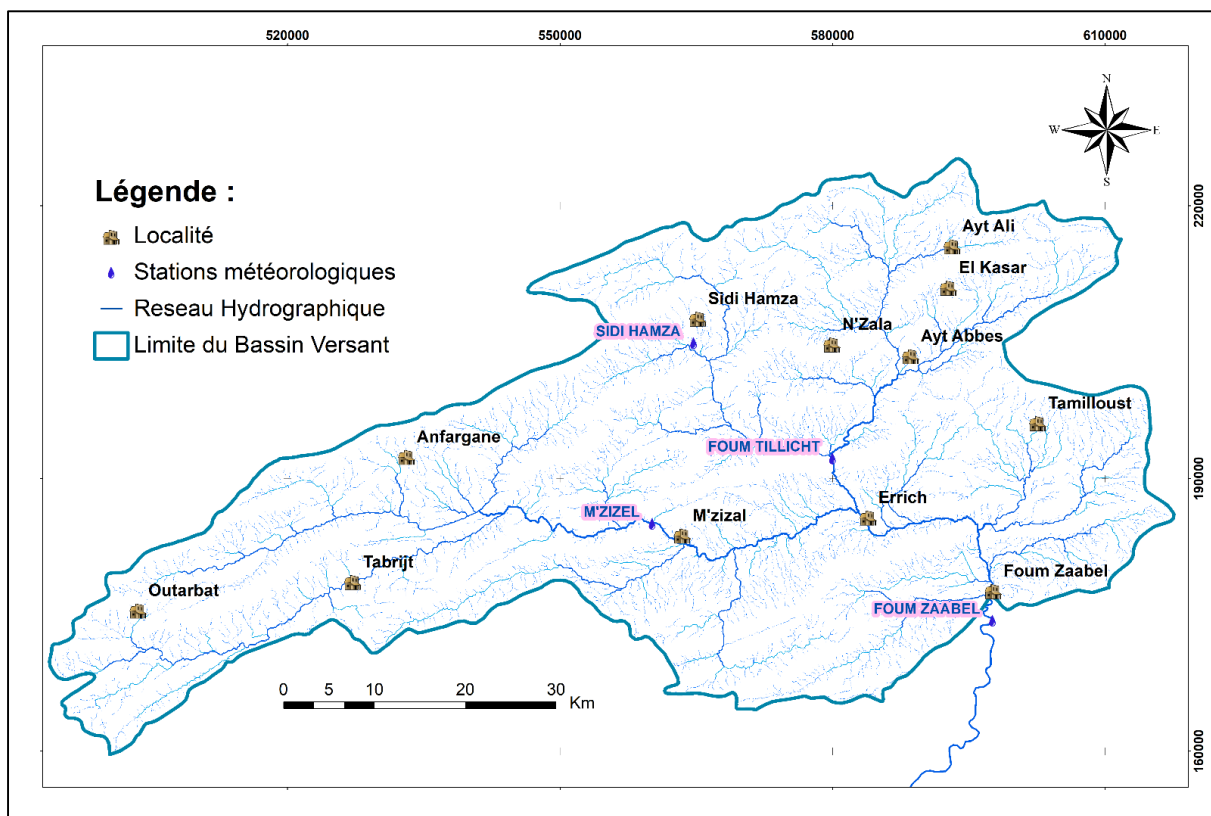 520000 550000 580000 610000
N
W E
S
Légende :
Localité
Stations météorologiques
Reseau Hydrographique
Limite du Bassin Versant
220000
Ayt Ali
El Kasar
Sidi Hamza
SIDI HAMZA
N'Zala
Ayt Abbes
Tamilloust
Anfargane
FOUM TILLICHT
190000
Errich
M'ZIZEL
M'zizal
Tabrijt
Foum Zaabel
Outarbat
FOUM ZAABEL
0 5 10 20 30
Km
160000